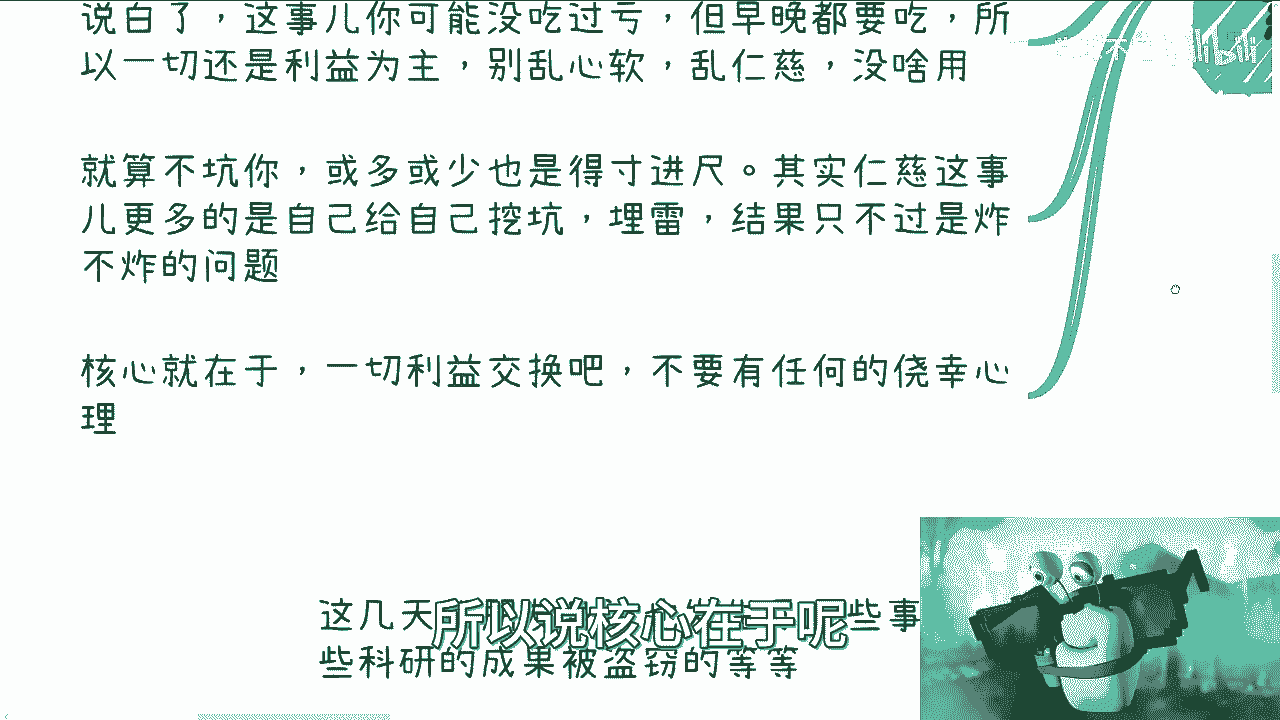 说白了，这事儿你可能没吃过亏，但早晚都要吃，所
以一切还是利益为主，别乱心软，乱仁慈，没啥用
就算不坑你，或多或少也是得寸进尺。其实仁慈这事
儿更多的是自己给自己挖坑，埋雷，结果只不过是炸
不炸的问题
核心就在于，一切利益交换吧，不要有任何的侥幸心
理
这几天
些事
所以说核心在于呢
些科研的成果被盗窃的等等